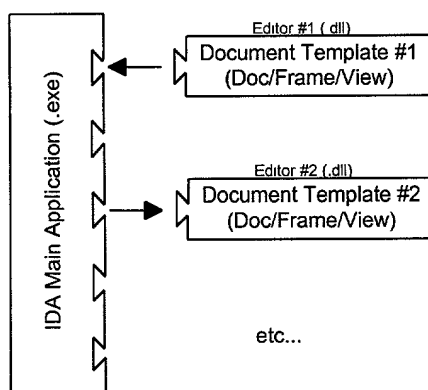 Editor #1 (.dll)
Document Template #1
(Doc/Frame/View)
IDA Main Application (.exe)
Editor #2 (.dll)
Document Template #2
(Doc/Frame/View)
etc...